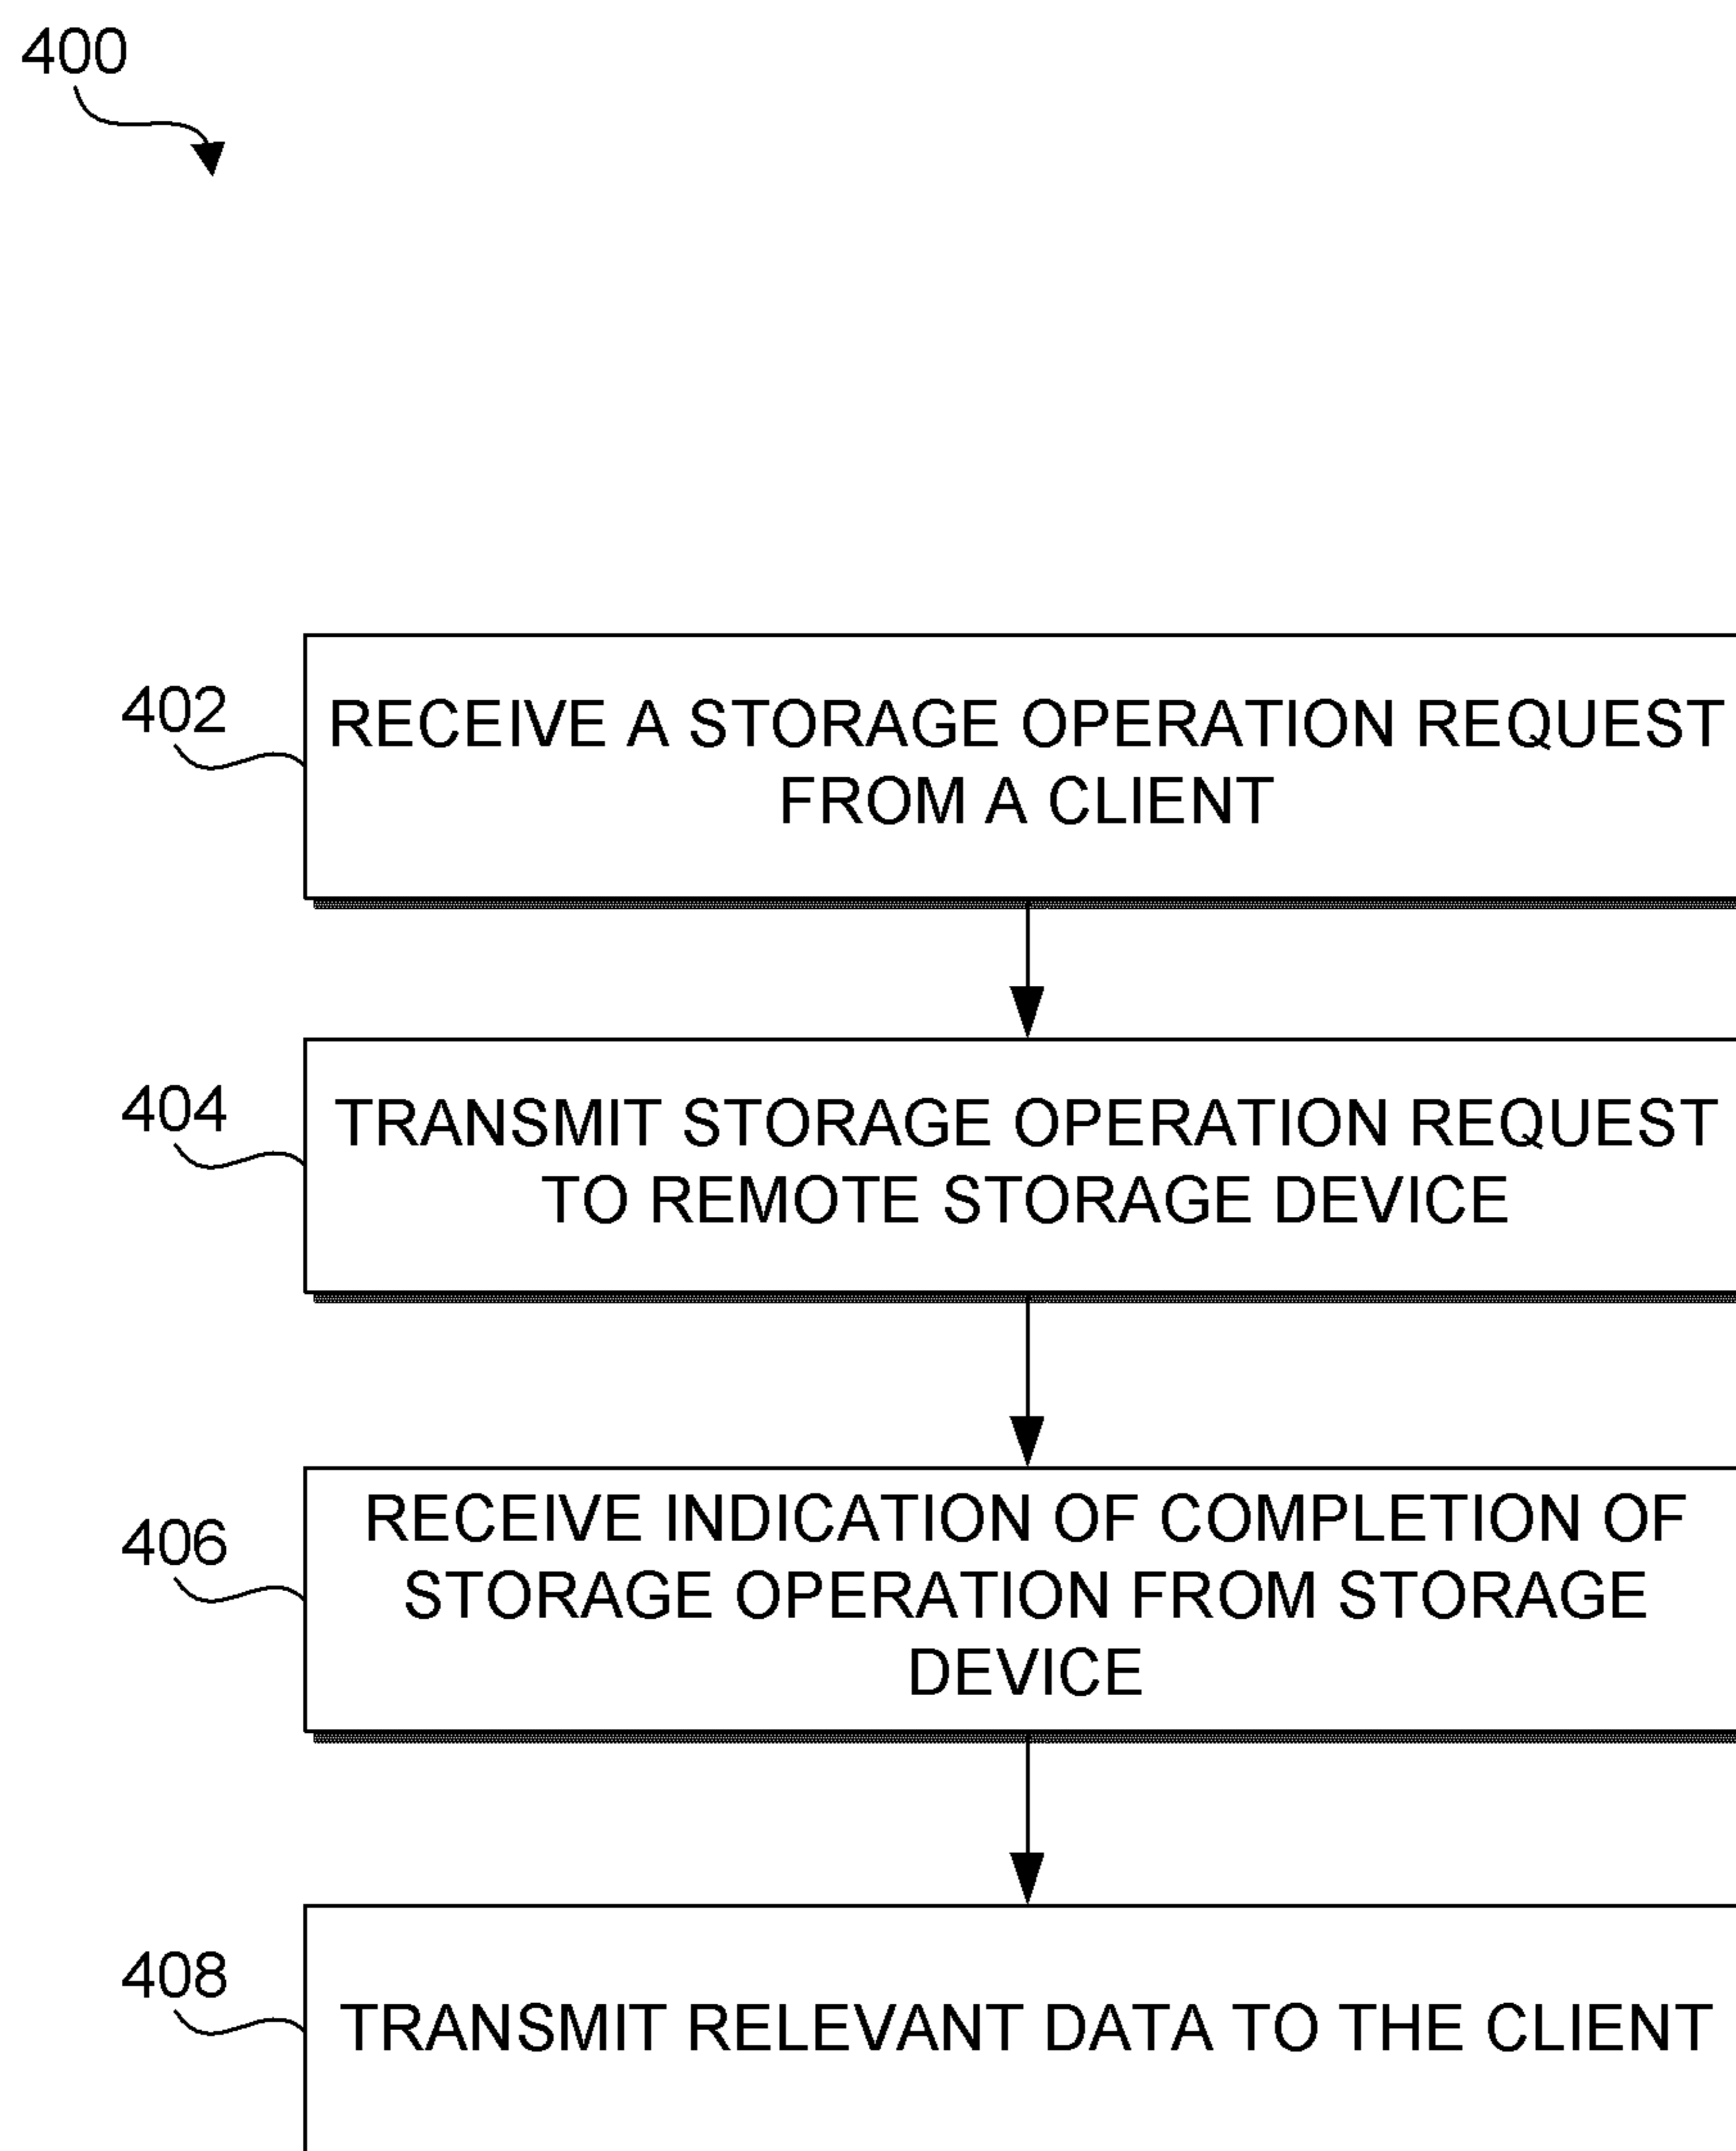 400
402
RECEIVE A STORAGE OPERATION REQUEST
FROM A CLIENT
404
TRANSMIT STORAGE OPERATION REQUEST
TO REMOTE STORAGE DEVICE
406
RECEIVE INDICATION OF COMPLETION OF
STORAGE OPERATION FROM STORAGE
DEVICE
408
TRANSMIT RELEVANT DATA TO THE CLIENT